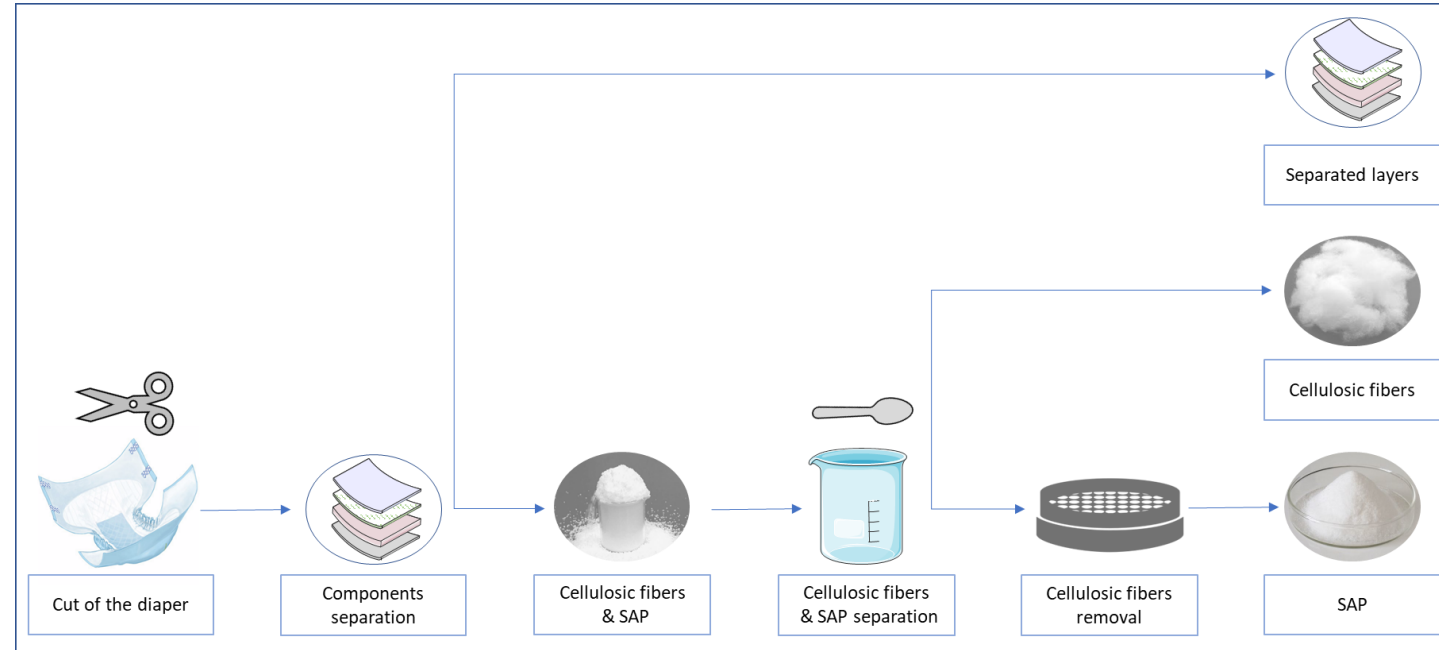 Separated layers
Cellulosic fibers
Cut of the diaper
Components
separation
Cellulosic fibers
& SAP
Cellulosic fibers
& SAP separation
Cellulosic fibers
removal
SAP